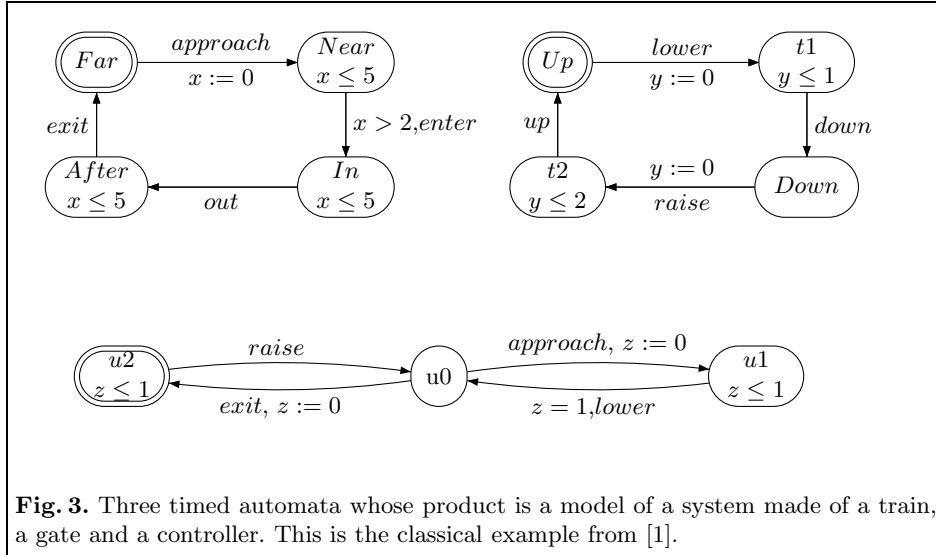 Far
approach
x := 0
Near
x ≤ 5
exit
x > 2,enter
After
x ≤ 5
out
In
x ≤ 5
Up
lower
y := 0
t1
y ≤ 1
up
down
t2
y ≤ 2
y := 0
raise
Down
u2
z ≤ 1
raise
exit, z := 0
u0
approach, z := 0
z = 1,lower
u1
z ≤ 1
Fig. 3. Three timed automata whose product is a model of a system made of a train,
a gate and a controller. This is the classical example from [1].